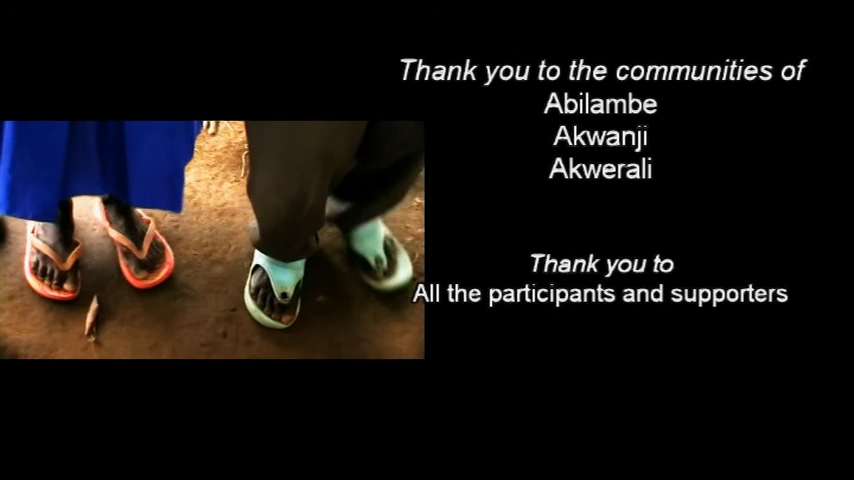 Thank you to the communities of
Abilambe
Akwanji
Akwerali
Thank you to
All the participants and supporters